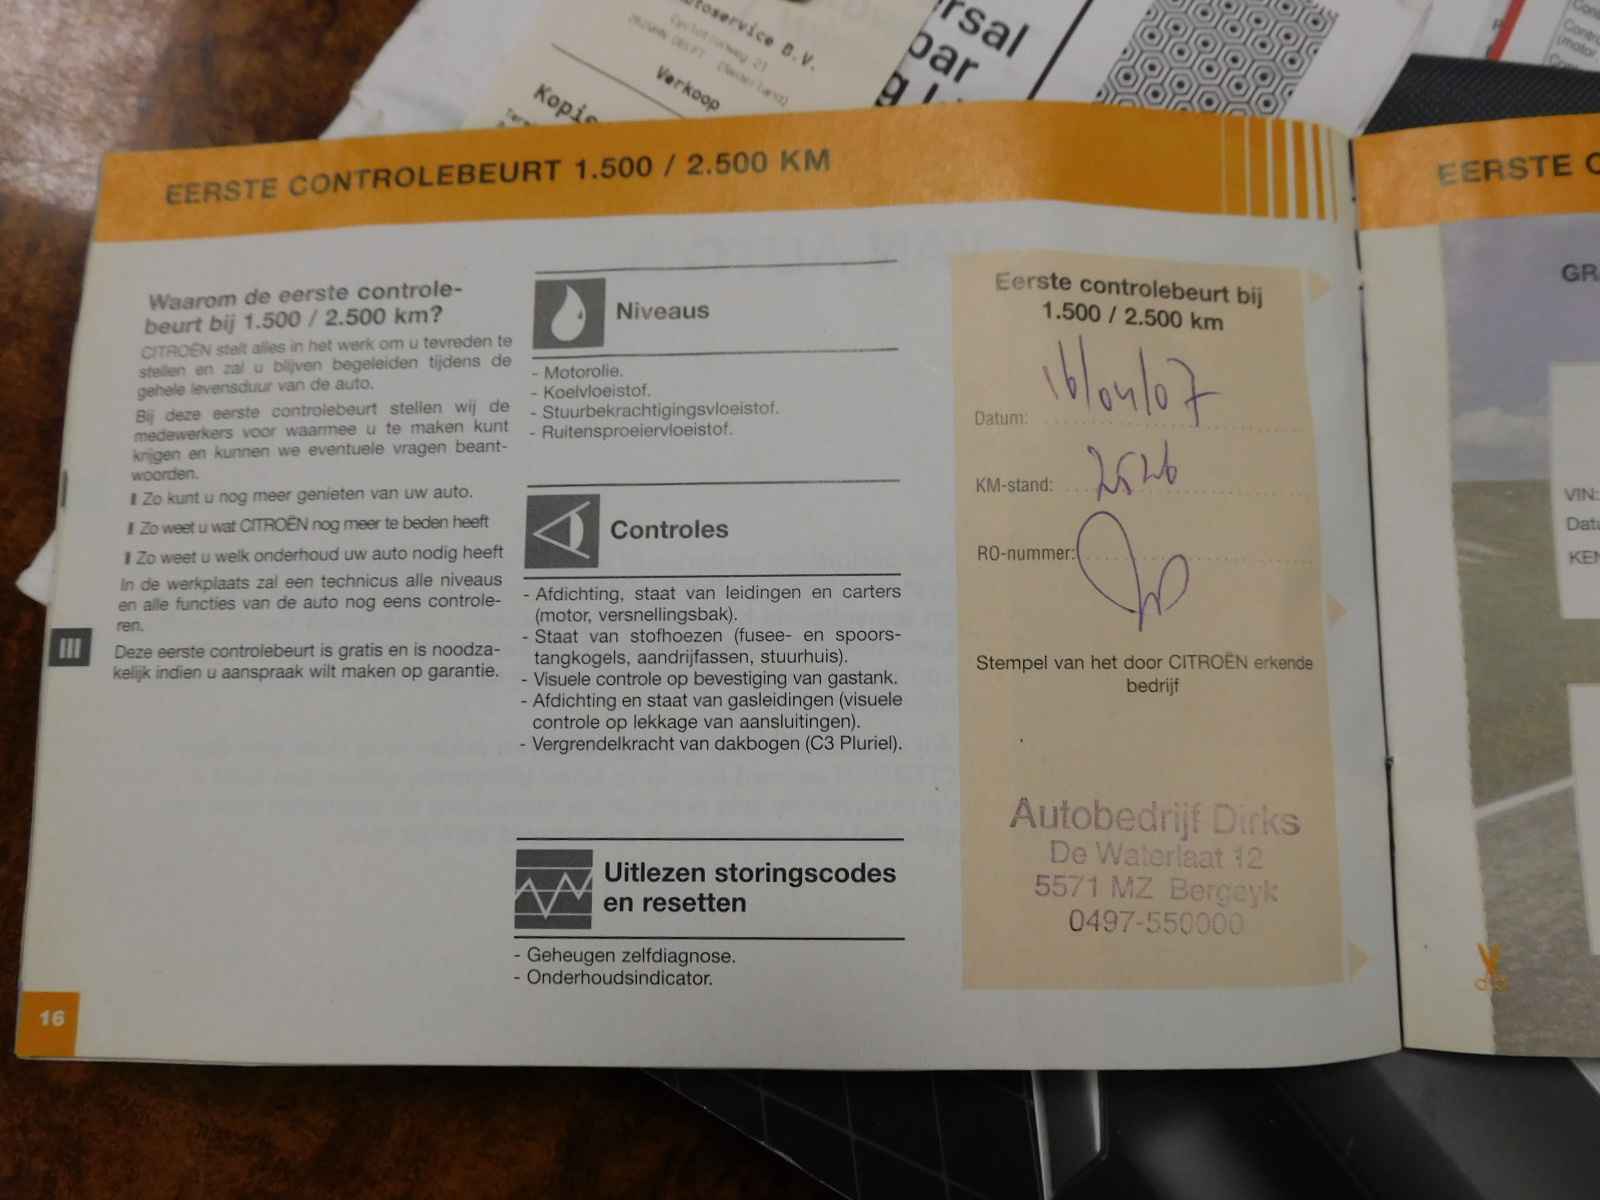 toservice B.V.
Verkoop
EERSTE CONTROLEBEURT 1.500 / 2.500 KM
Waarom de eerste controle-
beurt bij 1.500 / 2.500 km?
CITROËN stelt alles in het werk om u tevreden te
stellen en zal u blijven begeleiden tijdens de
gehele levensduur van de auto.
Bij deze eerste controlebeurt stellen wij de
medewerkers voor waarmee u te maken kunt
krijgen en kunnen we eventuele vragen beant-
woorden.
Zo kunt u nog meer genieten van uw auto.
Zo weet u wat CITROËN nog meer te bieden heeft
Zo weet u welk onderhoud uw auto nodig heeft
In de werkplaats zal een technicus alle niveaus
en alle functies van de auto nog eens controle-
ren.
Deze eerste controlebeurt is gratis en is noodza-
kelijk indien u aanspraak wilt maken op garantie.
III
16
Niveaus
- Motorolie.
- Koelvloeistof.
- Stuurbekrachtigingsvloeistof.
- Ruitensproeiervloeistof.
Controles
- Afdichting, staat van leidingen en carters
(motor, versnellingsbak).
- Staat van stofhoezen (fusee- en spoors-
tangkogels, aandrijfassen, stuurhuis).
- Visuele controle op bevestiging van gastank.
- Afdichting en staat van gasleidingen (visuele
controle op lekkage van aansluitingen).
- Vergrendelkracht van dakbogen (C3 Pluriel).
Uitlezen storingscodes
en resetten
- Geheugen zelfdiagnose.
- Onderhoudsindicator.
Eerste controlebeurt bij
1.500 / 2.500 km
Datum: 16/04/07
KM-stand: 2526
RO-nummer:
Stempel van het door CITROËN erkende
bedrijf
Autobedrijf Dirks
De Waterlaat 12
5571 MZ Bergeyk
0497-550000
EERSTE C
GR
VIN:
Dat
KE